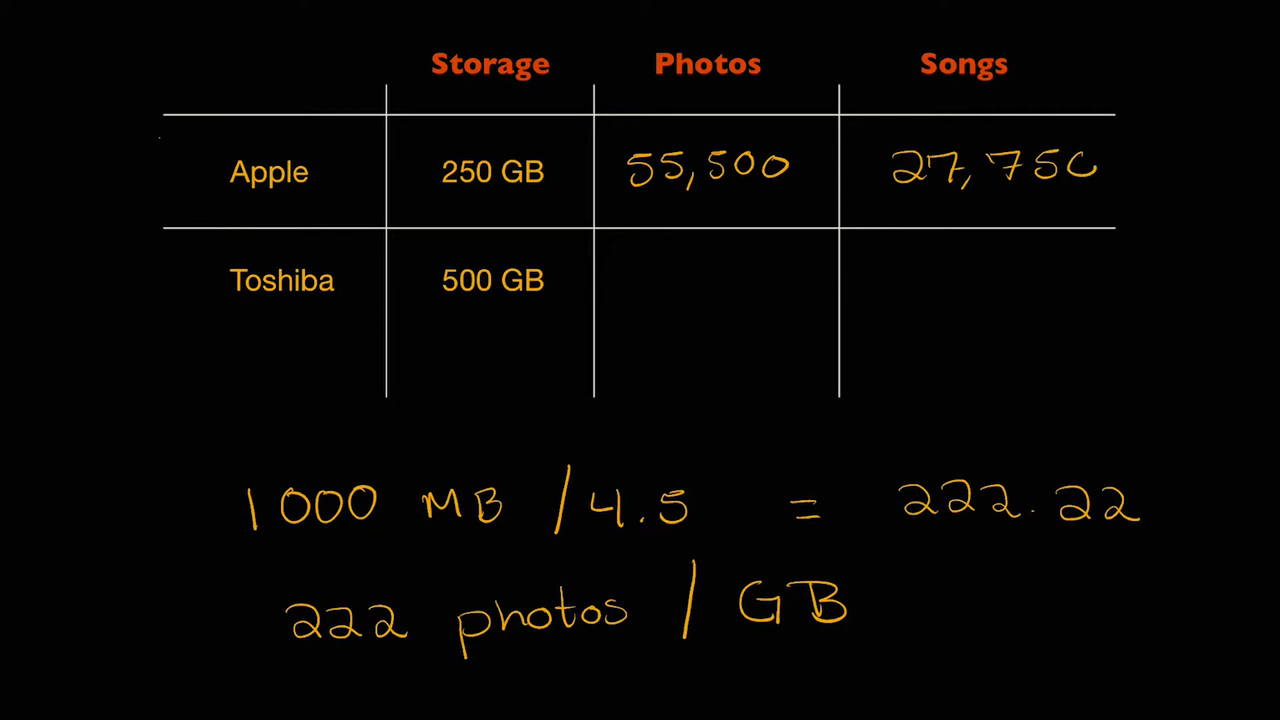 Storage Photos Songs
Apple 250 GB 55,500 27,750
Toshiba 500 GB
1000 MB / 4.5 = 222.22
222 photos / GB